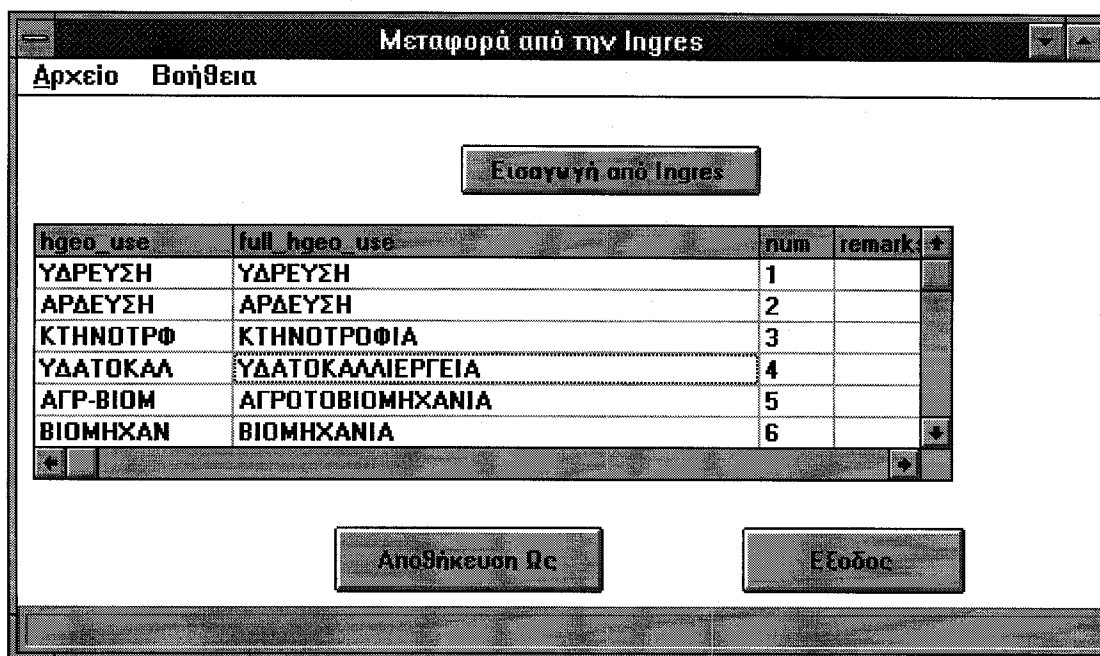 Μεταφορά από την Ingres
Αρχείο Βοήθεια
Εισαγωγή από Ingres
hgeo_use full_hgeo_use num remark
ΥΔΡΕΥΣΗ ΥΔΡΕΥΣΗ 1
ΑΡΔΕΥΣΗ ΑΡΔΕΥΣΗ 2
ΚΤΗΝΟΤΡΦ ΚΤΗΝΟΤΡΟΦΙΑ 3
ΥΔΑΤΟΚΑΛ ΥΔΑΤΟΚΑΛΛΙΕΡΓΕΙΑ 4
ΑΓΡ-ΒΙΟΜ ΑΓΡΟΤΟΒΙΟΜΗΧΑΝΙΑ 5
ΒΙΟΜΗΧΑΝ ΒΙΟΜΗΧΑΝΙΑ 6
Αποθήκευση Ως Εξοδος